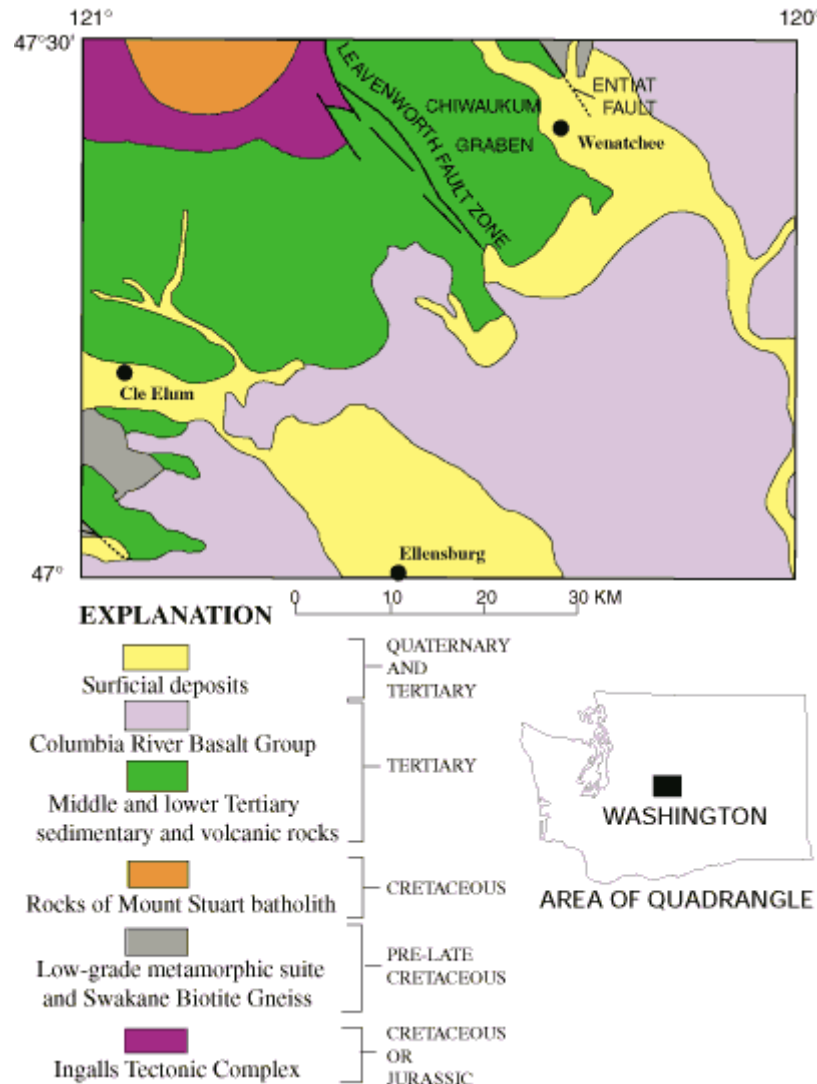 121°
120°
47°30'
LEAVENWORTH FAULT ZONE
CHIWAUKUM
GRABEN
ENTIAT
FAULT
Wenatchee
Cle Elum
Ellensburg
47°
EXPLANATION
0 10 20 30 KM
Surficial deposits
QUATERNARY
AND
TERTIARY
Columbia River Basalt Group
TERTIARY
Middle and lower Tertiary
sedimentary and volcanic rocks
Rocks of Mount Stuart batholith
CRETACEOUS
Low-grade metamorphic suite
and Swakane Biotite Gneiss
PRE-LATE
CRETACEOUS
Ingalls Tectonic Complex
CRETACEOUS
OR
JURASSIC
WASHINGTON
AREA OF QUADRANGLE